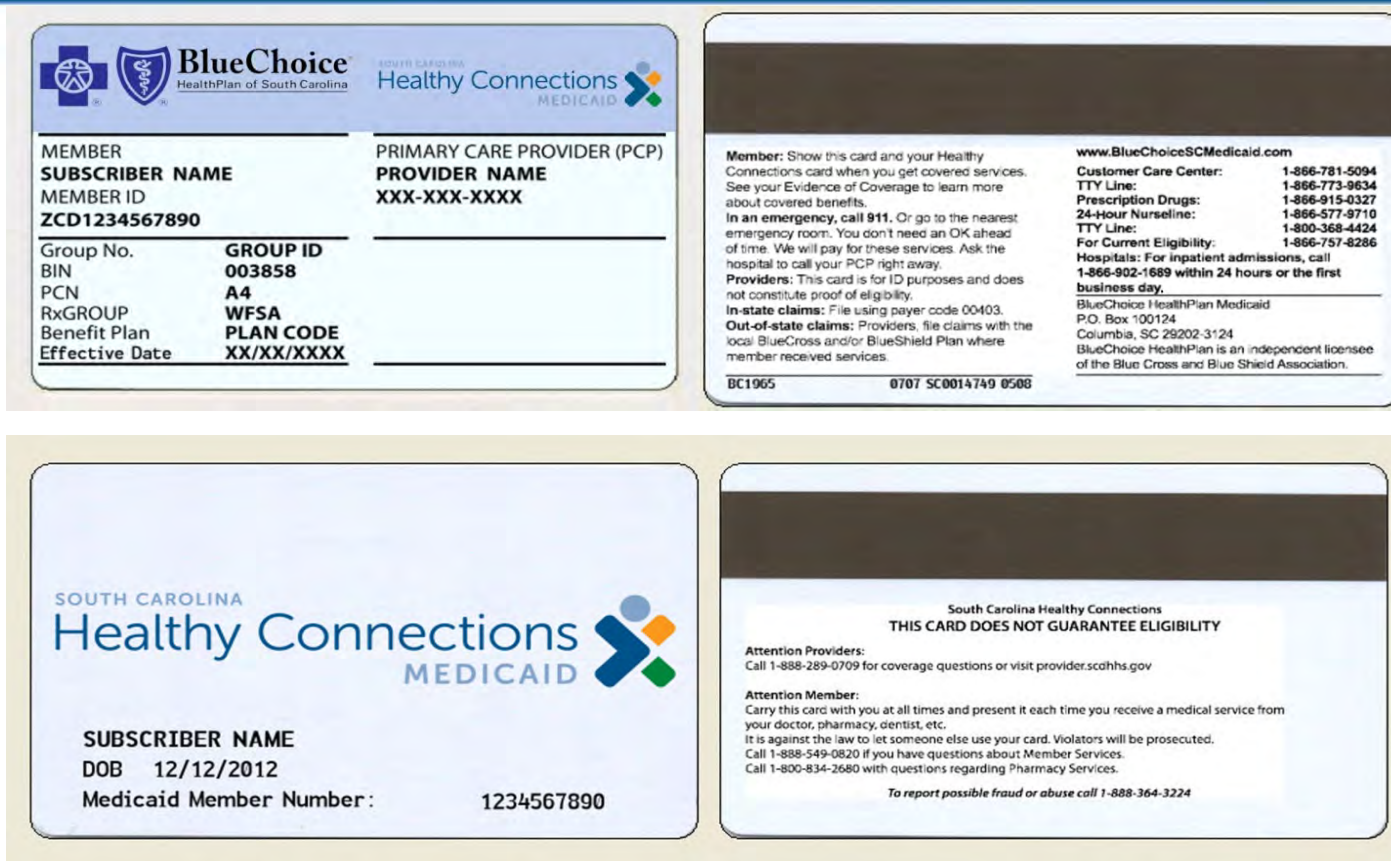 BlueChoice
HealthPlan of South Carolina
SOUTH CAROLINA
Healthy Connections
MEDICAID
MEMBER
SUBSCRIBER NAME
MEMBER ID
ZCD1234567890
Group No. GROUP ID
BIN 003858
PCN A4
RxGROUP WFSA
Benefit Plan PLAN CODE
Effective Date XX/XX/XXXX
PRIMARY CARE PROVIDER (PCP)
PROVIDER NAME
XXX-XXX-XXXX
Member: Show this card and your Healthy
Connections card when you get covered services.
See your Evidence of Coverage to learn more
about covered benefits.
In an emergency, call 911. Or go to the nearest
emergency room. You don't need an OK ahead
of time. We will pay for these services. Ask the
hospital to call your PCP right away.
Providers: This card is for ID purposes and does
not constitute proof of eligibility.
In-state claims: File using payer code 00403.
Out-of-state claims: Providers, file claims with the
local BlueCross and/or BlueShield Plan where
member received services.
BC1965 0707 SC0014749 0508
www.BlueChoiceSCMedicaid.com
Customer Care Center: 1-866-781-5094
TTY Line: 1-866-773-9634
Prescription Drugs: 1-866-915-0327
24-Hour Nurseline: 1-866-577-9710
TTY Line: 1-800-368-4424
For Current Eligibility: 1-866-757-8286
Hospitals: For inpatient admissions, call
1-866-902-1689 within 24 hours or the first
business day.
BlueChoice HealthPlan Medicaid
P.O. Box 100124
Columbia, SC 29202-3124
BlueChoice HealthPlan is an independent licensee
of the Blue Cross and Blue Shield Association.
SOUTH CAROLINA
Healthy Connections
MEDICAID
SUBSCRIBER NAME
DOB 12/12/2012
Medicaid Member Number: 1234567890
South Carolina Healthy Connections
THIS CARD DOES NOT GUARANTEE ELIGIBILITY
Attention Providers:
Call 1-888-289-0709 for coverage questions or visit provider.scdhhs.gov
Attention Member:
Carry this card with you at all times and present it each time you receive a medical service from
your doctor, pharmacy, dentist, etc.
It is against the law to let someone else use your card. Violators will be prosecuted.
Call 1-888-549-0820 if you have questions about Member Services.
Call 1-800-834-2680 with questions regarding Pharmacy Services.
To report possible fraud or abuse call 1-888-364-3224